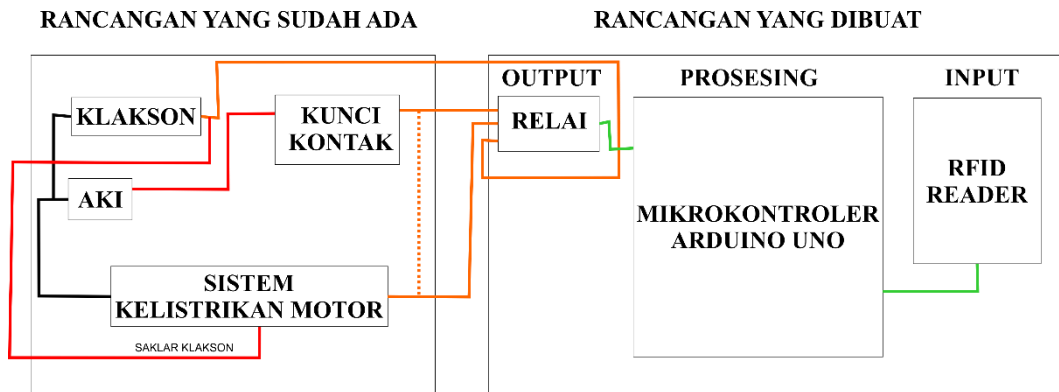 RANCANGAN YANG SUDAH ADA
RANCANGAN YANG DIBUAT
OUTPUT
PROSESING
INPUT
KLAKSON
KUNCI
KONTAK
RELAI
AKI
MIKROKONTROLER
ARDUINO UNO
RFID
READER
SISTEM
KELISTRIKAN MOTOR
SAKLAR KLAKSON